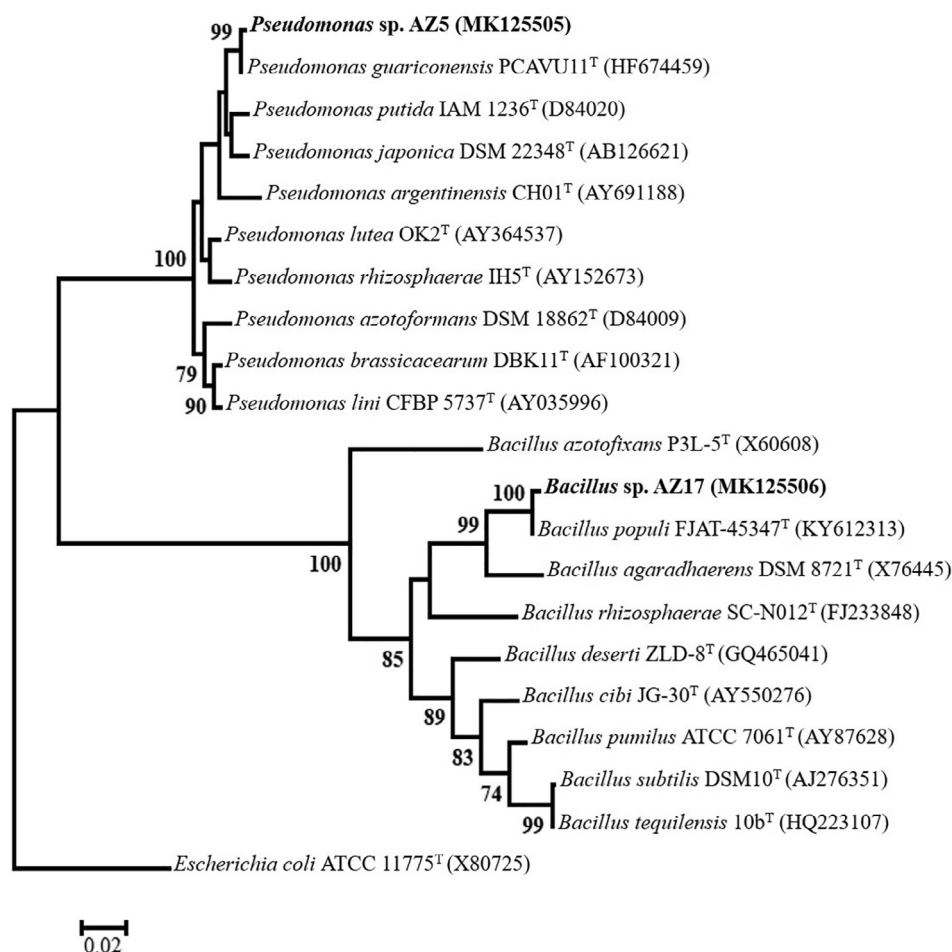 99
Pseudomonas sp. AZ5 (MK125505)
Pseudomonas guariconensis PCAVU11ᵀ (HF674459)
Pseudomonas putida IAM 1236ᵀ (D84020)
Pseudomonas japonica DSM 22348ᵀ (AB126621)
Pseudomonas argentinensis CH01ᵀ (AY691188)
Pseudomonas lutea OK2ᵀ (AY364537)
100
Pseudomonas rhizosphaerae IH5ᵀ (AY152673)
Pseudomonas azotoformans DSM 18862ᵀ (D84009)
Pseudomonas brassicacearum DBK11ᵀ (AF100321)
79
90
Pseudomonas lini CFBP 5737ᵀ (AY035996)
Bacillus azotofixans P3L-5ᵀ (X60608)
100
Bacillus sp. AZ17 (MK125506)
99
Bacillus populi FJAT-45347ᵀ (KY612313)
100
Bacillus agaradhaerens DSM 8721ᵀ (X76445)
Bacillus rhizosphaerae SC-N012ᵀ (FJ233848)
85
Bacillus deserti ZLD-8ᵀ (GQ465041)
Bacillus cibi JG-30ᵀ (AY550276)
89
Bacillus pumilus ATCC 7061ᵀ (AY87628)
83
Bacillus subtilis DSM10ᵀ (AJ276351)
74
99
Bacillus tequilensis 10bᵀ (HQ223107)
Escherichia coli ATCC 11775ᵀ (X80725)
0.02